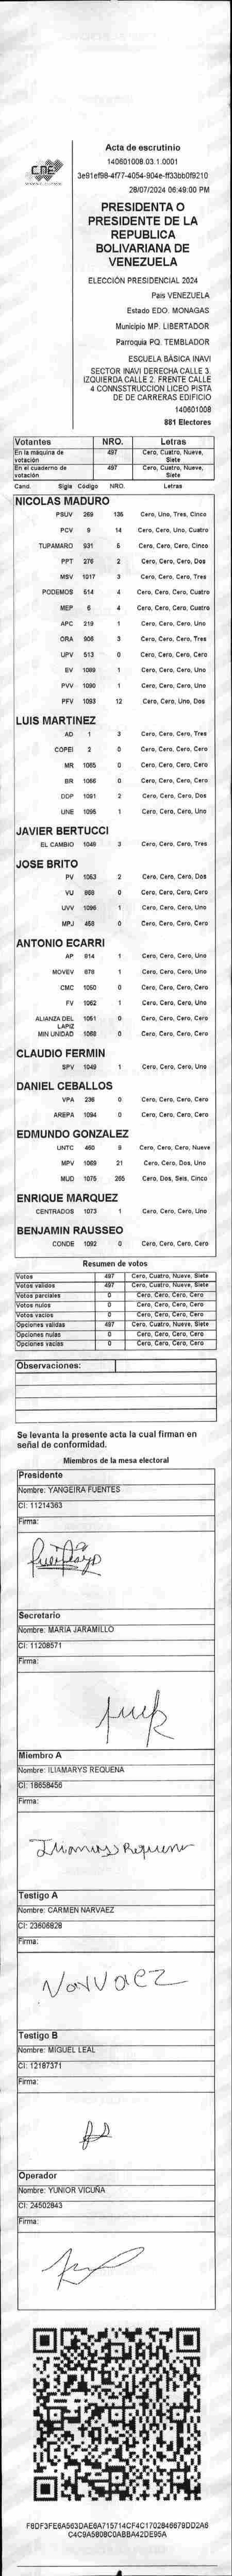 Acta de escrutinio
140601008.03.1.0001
3e91ef98-4f77-4054-904e-ff33bb0f9210
28/07/2024 06:49:00 PM
CNE
PRESIDENTA O
PRESIDENTE DE LA
REPUBLICA
BOLIVARIANA DE
VENEZUELA
ELECCIÓN PRESIDENCIAL 2024
País VENEZUELA
Estado EDO. MONAGAS
Municipio MP. LIBERTADOR
Parroquia PQ. TEMBLADOR
ESCUELA BÁSICA INAVI
SECTOR INAVI DERECHA CALLE 3.
IZQUIERDA CALLE 2. FRENTE CALLE
4 CONNSSTRUCCION LICEO PISTA
DE DE CARRERAS EDIFICIO
140601008
881 Electores
Votantes NRO. Letras
En la máquina de votación 497 Cero, Cuatro, Nueve, Siete
En el cuaderno de votación 497 Cero, Cuatro, Nueve, Siete
Cand. Sigla Código NRO. Letras
NICOLAS MADURO
PSUV 269 135 Cero, Uno, Tres, Cinco
PCV 9 14 Cero, Cero, Uno, Cuatro
TUPAMARO 931 5 Cero, Cero, Cero, Cinco
PPT 276 2 Cero, Cero, Cero, Dos
MSV 1017 3 Cero, Cero, Cero, Tres
PODEMOS 514 4 Cero, Cero, Cero, Cuatro
MEP 6 4 Cero, Cero, Cero, Cuatro
APC 219 1 Cero, Cero, Cero, Uno
ORA 906 3 Cero, Cero, Cero, Tres
UPV 513 0 Cero, Cero, Cero, Cero
EV 1089 1 Cero, Cero, Cero, Uno
PVV 1090 1 Cero, Cero, Cero, Uno
PFV 1093 12 Cero, Cero, Uno, Dos
LUIS MARTINEZ
AD 1 3 Cero, Cero, Cero, Tres
COPEI 2 0 Cero, Cero, Cero, Cero
MR 1065 0 Cero, Cero, Cero, Cero
BR 1066 0 Cero, Cero, Cero, Cero
DDP 1091 2 Cero, Cero, Cero, Dos
UNE 1095 1 Cero, Cero, Cero, Uno
JAVIER BERTUCCI
EL CAMBIO 1048 3 Cero, Cero, Cero, Tres
JOSE BRITO
PV 1053 2 Cero, Cero, Cero, Dos
VU 868 0 Cero, Cero, Cero, Cero
UVV 1096 1 Cero, Cero, Cero, Uno
MPJ 458 0 Cero, Cero, Cero, Cero
ANTONIO ECARRI
AP 814 1 Cero, Cero, Cero, Uno
MOVEV 878 1 Cero, Cero, Cero, Uno
CMC 1050 0 Cero, Cero, Cero, Cero
FV 1052 1 Cero, Cero, Cero, Uno
ALIANZA DEL LAPIZ 1051 0 Cero, Cero, Cero, Cero
MIN UNIDAD 1068 0 Cero, Cero, Cero, Cero
CLAUDIO FERMIN
SPV 1049 1 Cero, Cero, Cero, Uno
DANIEL CEBALLOS
VPA 236 0 Cero, Cero, Cero, Cero
AREPA 1094 0 Cero, Cero, Cero, Cero
EDMUNDO GONZALEZ
UNTC 460 9 Cero, Cero, Cero, Nueve
MPV 1069 21 Cero, Cero, Dos, Uno
MUD 1075 265 Cero, Dos, Seis, Cinco
ENRIQUE MARQUEZ
CENTRADOS 1073 1 Cero, Cero, Cero, Uno
BENJAMIN RAUSSEO
CONDE 1092 0 Cero, Cero, Cero, Cero
Resumen de votos
Votos 497 Cero, Cuatro, Nueve, Siete
Votos validos 497 Cero, Cuatro, Nueve, Siete
Votos parciales 0 Cero, Cero, Cero, Cero
Votos nulos 0 Cero, Cero, Cero, Cero
Votos vacios 0 Cero, Cero, Cero, Cero
Opciones validas 497 Cero, Cuatro, Nueve, Siete
Opciones nulas 0 Cero, Cero, Cero, Cero
Opciones vacias 0 Cero, Cero, Cero, Cero
Observaciones:
Se levanta la presente acta la cual firman en
señal de conformidad.
Miembros de la mesa electoral
Presidente
Nombre: YANGEIRA FUENTES
CI: 11214363
Firma:
Secretario
Nombre: MARIA JARAMILLO
CI: 11208571
Firma:
Miembro A
Nombre: ILIAMARYS REQUENA
CI: 18658456
Firma:
Iliamarys Requena
Testigo A
Nombre: CARMEN NARVAEZ
CI: 23606828
Firma:
Narvaez
Testigo B
Nombre: MIGUEL LEAL
CI: 12187371
Firma:
Operador
Nombre: YUNIOR VICUÑA
CI: 24502843
Firma:
F6DF3FE6A563DAE6A715714CF4C1702846679DD2A6
C4C9A5808C0ABBA42DE95A